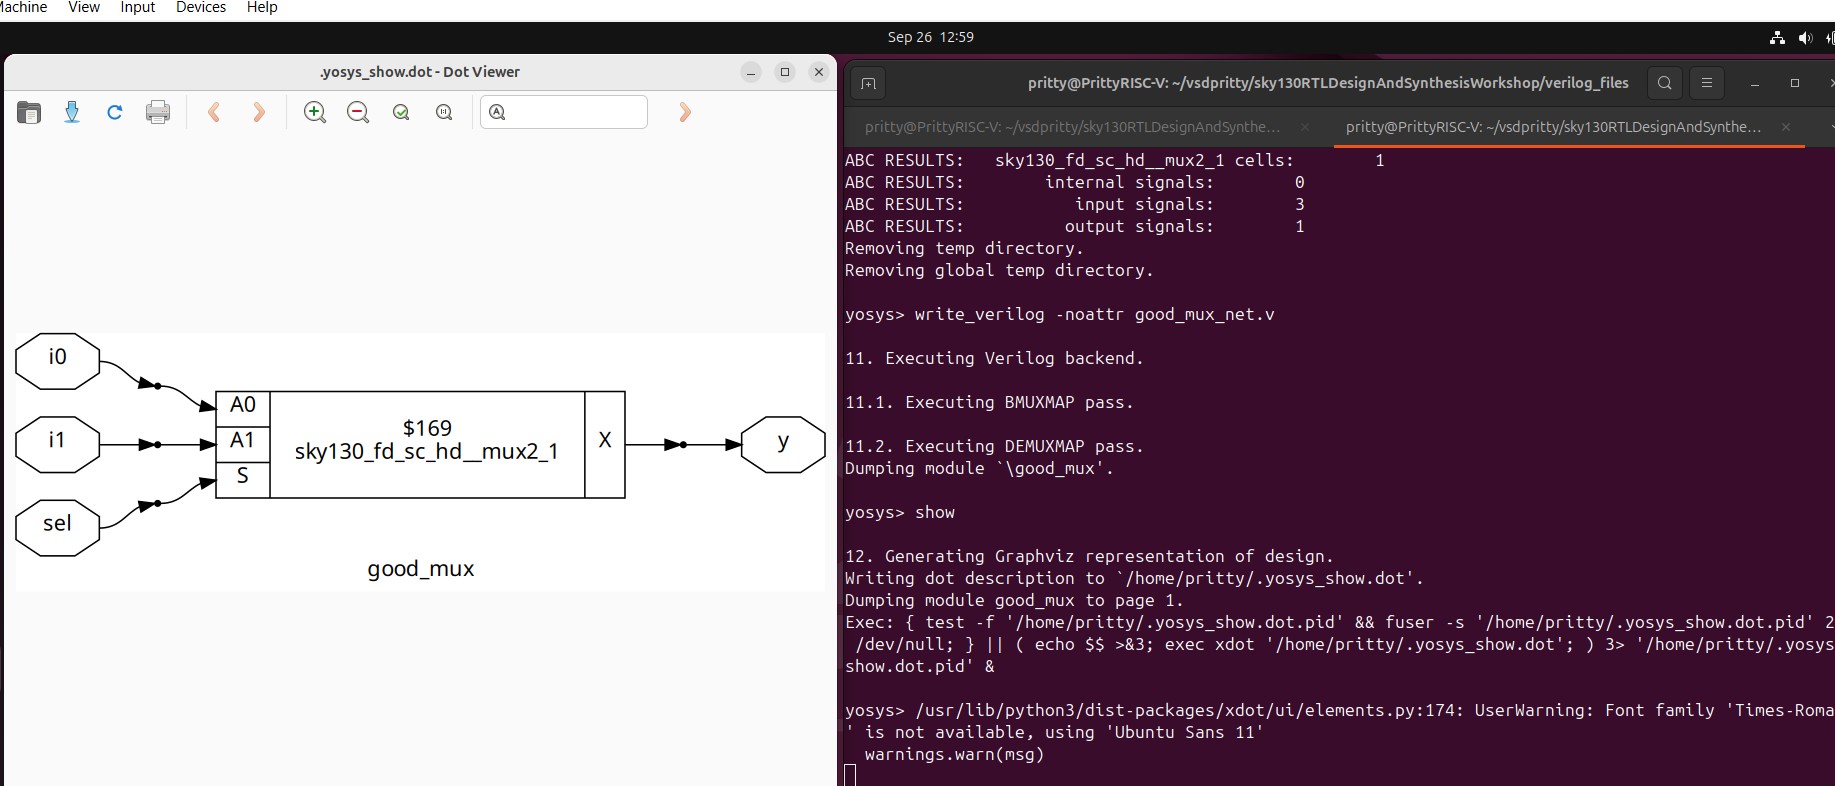 Machine View Input Devices Help
Sep 26 12:59
.yosys_show.dot - Dot Viewer
i0
i1
sel
A0
A1
S
$169
sky130_fd_sc_hd__mux2_1
X
y
good_mux
pritty@PrittyRISC-V: ~/vsdpritty/sky130RTLDesignAndSynthesisWorkshop/verilog_files
pritty@PrittyRISC-V: ~/vsdpritty/sky130RTLDesignAndSynthe...
pritty@PrittyRISC-V: ~/vsdpritty/sky130RTLDesignAndSynthe...
ABC RESULTS:   sky130_fd_sc_hd__mux2_1 cells:        1
ABC RESULTS:        internal signals:        0
ABC RESULTS:           input signals:        3
ABC RESULTS:          output signals:        1
Removing temp directory.
Removing global temp directory.
yosys> write_verilog -noattr good_mux_net.v
11. Executing Verilog backend.
11.1. Executing BMUXMAP pass.
11.2. Executing DEMUXMAP pass.
Dumping module `\good_mux'.
yosys> show
12. Generating Graphviz representation of design.
Writing dot description to `/home/pritty/.yosys_show.dot'.
Dumping module good_mux to page 1.
Exec: { test -f '/home/pritty/.yosys_show.dot.pid' && fuser -s '/home/pritty/.yosys_show.dot.pid' 2
/dev/null; } || ( echo $$ >&3; exec xdot '/home/pritty/.yosys_show.dot'; ) 3> '/home/pritty/.yosys
show.dot.pid' &
yosys> /usr/lib/python3/dist-packages/xdot/ui/elements.py:174: UserWarning: Font family 'Times-Roma
' is not available, using 'Ubuntu Sans 11'
warnings.warn(msg)